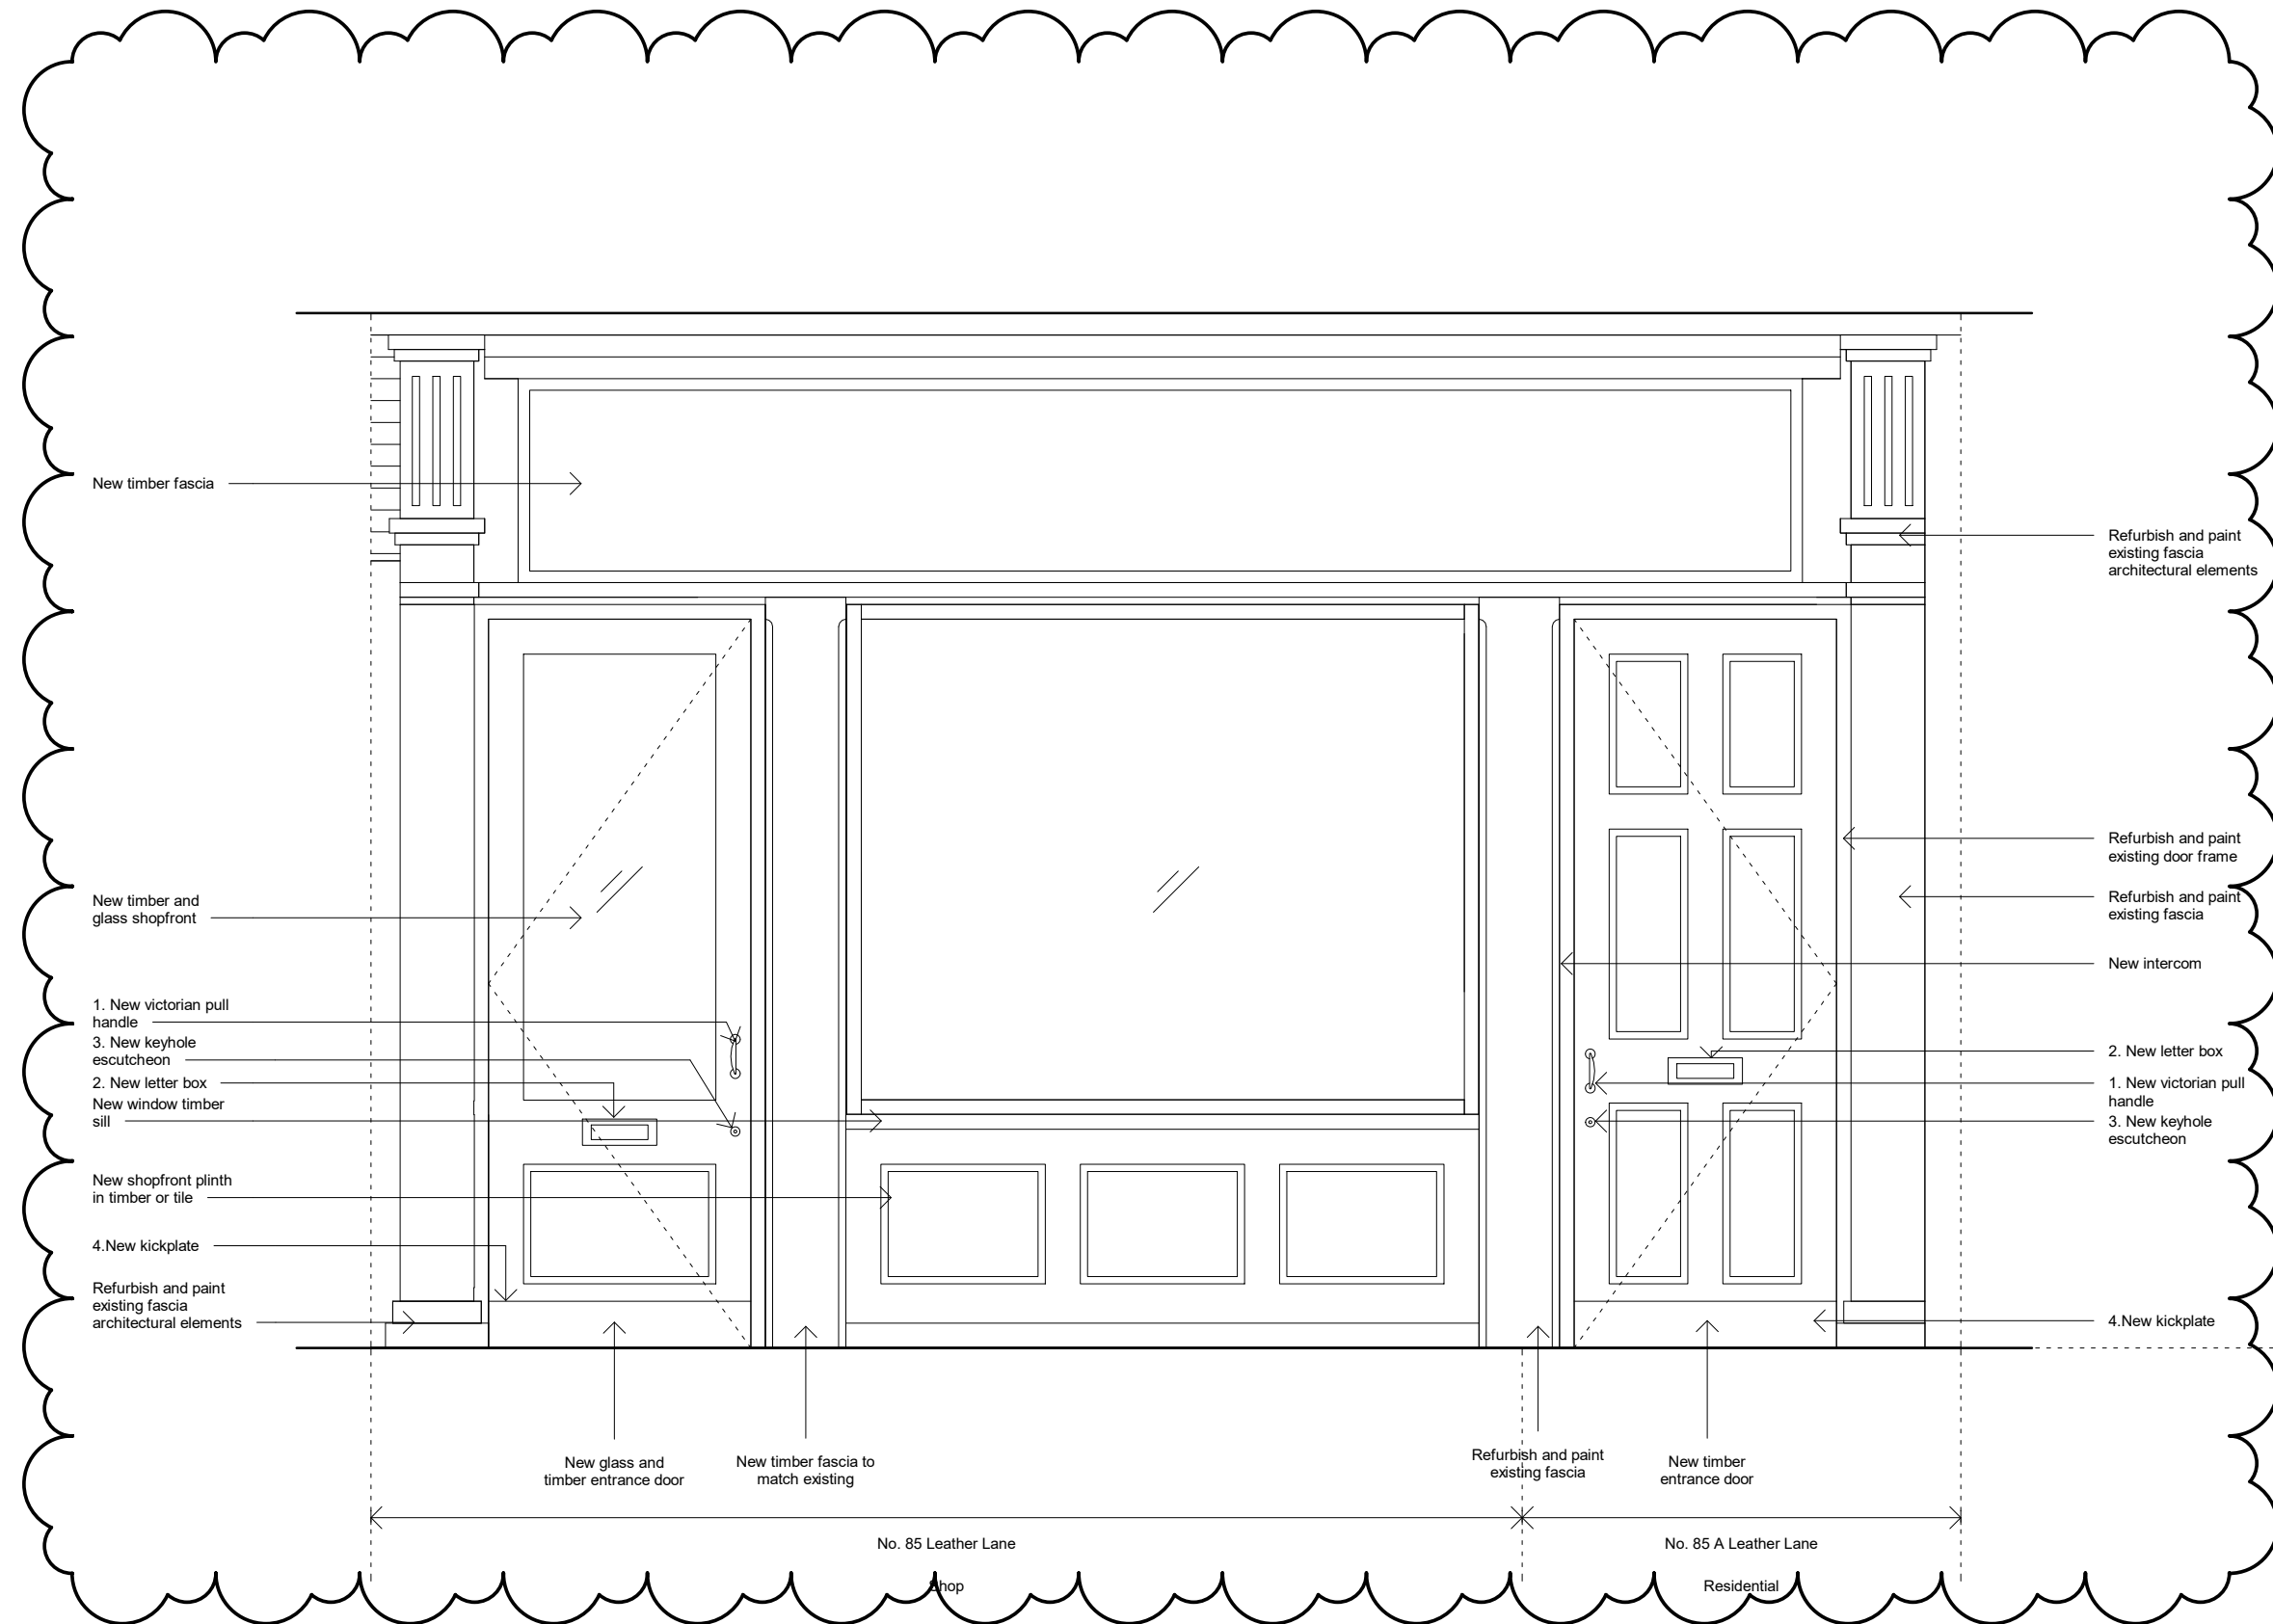 New timber fascia
Refurbish and paint
existing fascia
architectural elements
Refurbish and paint
existing door frame
New timber and
glass shopfront
Refurbish and paint
existing fascia
New intercom
1. New victorian pull
handle
3. New keyhole
escutcheon
2. New letter box
New window timber
sill
2. New letter box
1. New victorian pull
handle
3. New keyhole
escutcheon
New shopfront plinth
in timber or tile
4.New kickplate
Refurbish and paint
existing fascia
architectural elements
4.New kickplate
New glass and
timber entrance door
New timber fascia to
match existing
Refurbish and paint
existing fascia
New timber
entrance door
No. 85 Leather Lane
No. 85 A Leather Lane
Shop
Residential